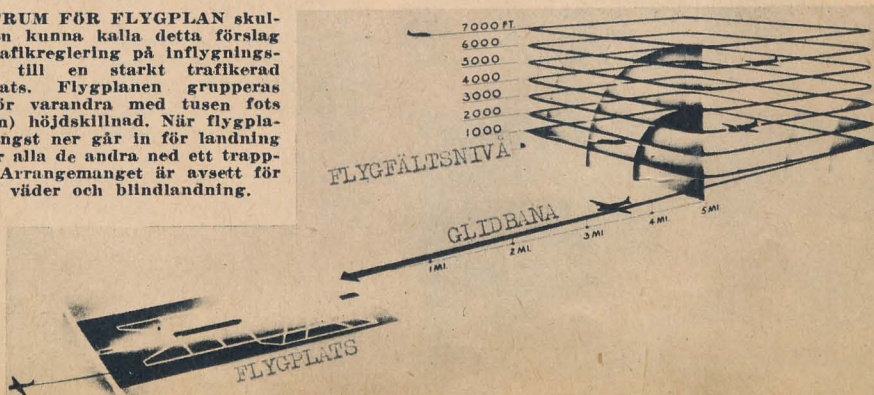 TRUM FÖR FLYGPLAN skul-
n kunna kalla detta förslag
rafikreglering på inflygnings-
till en starkt trafikerad
ats. Flygplanen grupperas
ör varandra med tusen fots
n) höjdskillnad. När flygpla-
ngst ner går in för landning
r alla de andra ned ett trapp-
Arrangemanget är avsett för
väder och blindlandning.
7000 FT.
6000
5000
4000
3000
2000
1000
FLYGFÄLTSNIVÅ
GLIDBANA
1 MI.
2 MI.
3 MI.
4 MI.
5 MI.
FLYGPLATS